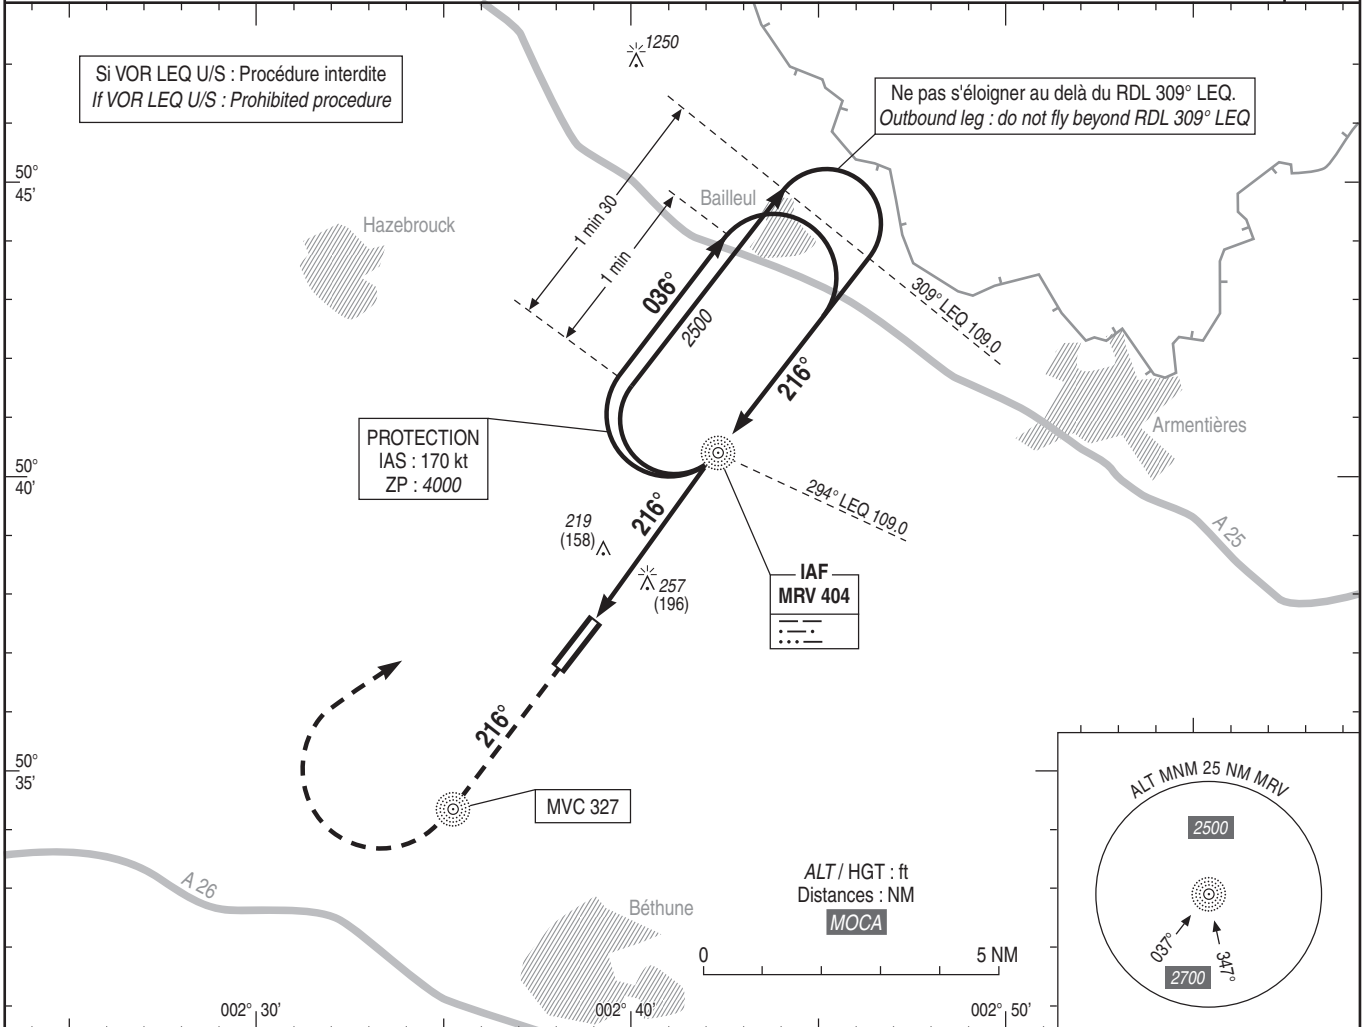 1250
Si VOR LEQ U/S : Procédure interdite
If VOR LEQ U/S : Prohibited procedure
Ne pas s'éloigner au delà du RDL 309° LEQ.
Outbound leg : do not fly beyond RDL 309° LEQ
50°
45'
Bailleul
Hazebrouck
1 min 30
1 min
036°
2500
309° LEQ 109.0
216°
Armentières
PROTECTION
IAS : 170 kt
ZP : 4000
50°
40'
294° LEQ 109.0
216°
219
(158)
257
(196)
A 25
IAF
MRV 404
216°
50°
35'
MVC 327
ALT MNM 25 NM MRV
2500
037°
347°
2700
A 26
ALT / HGT : ft
Distances : NM
MOCA
Béthune
0
5 NM
002° 30'
002° 40'
002° 50'